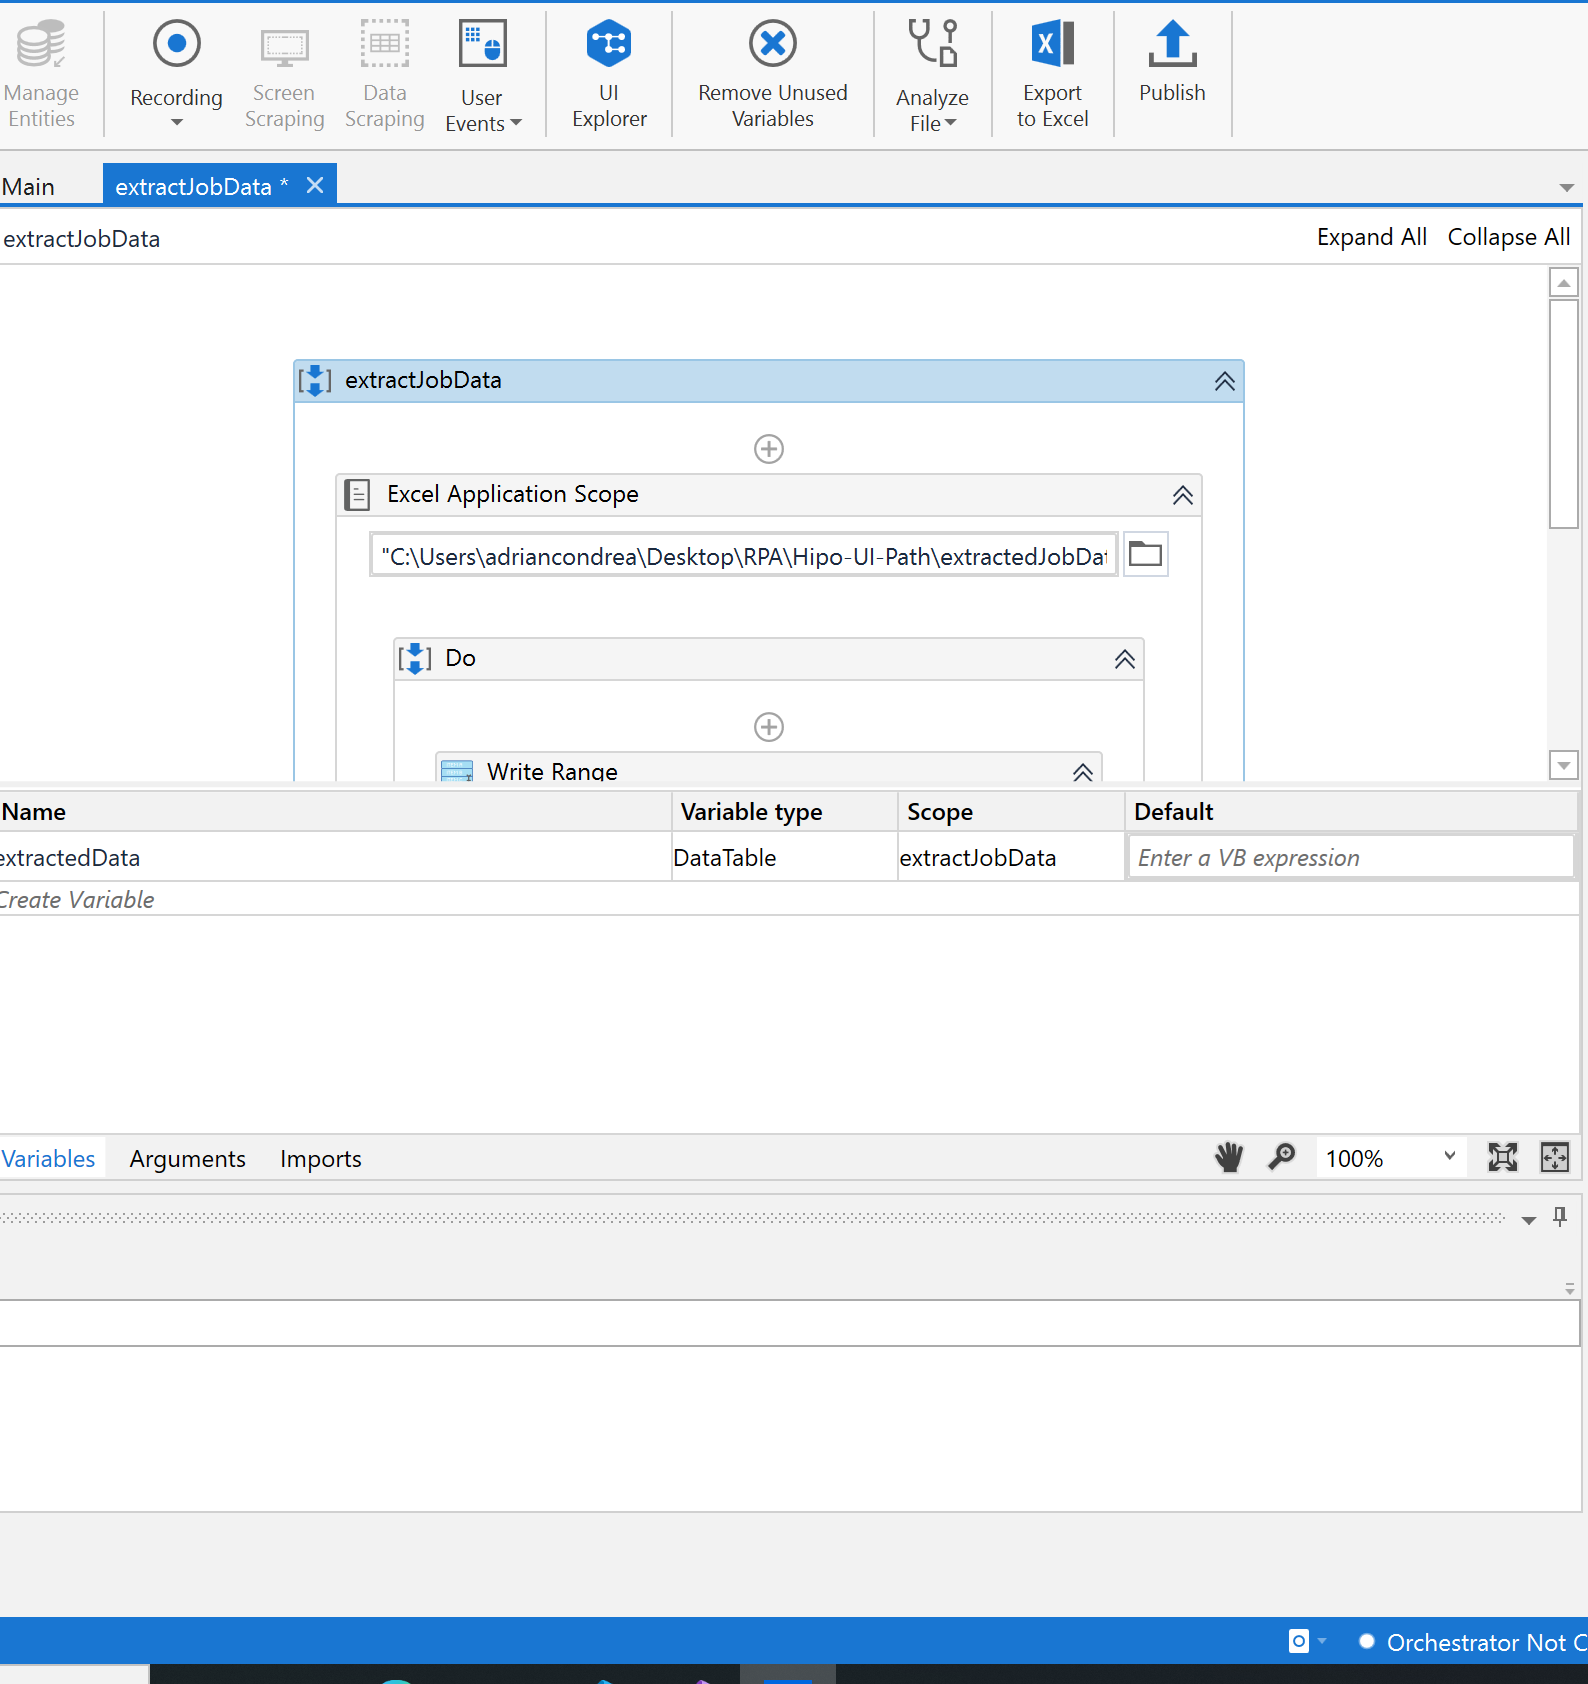 Manage
Entities
Recording
Screen
Scraping
Data
Scraping
User
Events
UI
Explorer
Remove Unused
Variables
Analyze
File
Export
to Excel
Publish
Main
extractJobData *
extractJobData
Expand All
Collapse All
extractJobData
Excel Application Scope
"C:\Users\adriancondrea\Desktop\RPA\Hipo-UI-Path\extractedJobDat
Do
Write Range
Name
Variable type
Scope
Default
extractedData
DataTable
extractJobData
Enter a VB expression
Create Variable
Variables
Arguments
Imports
100%
Orchestrator Not C